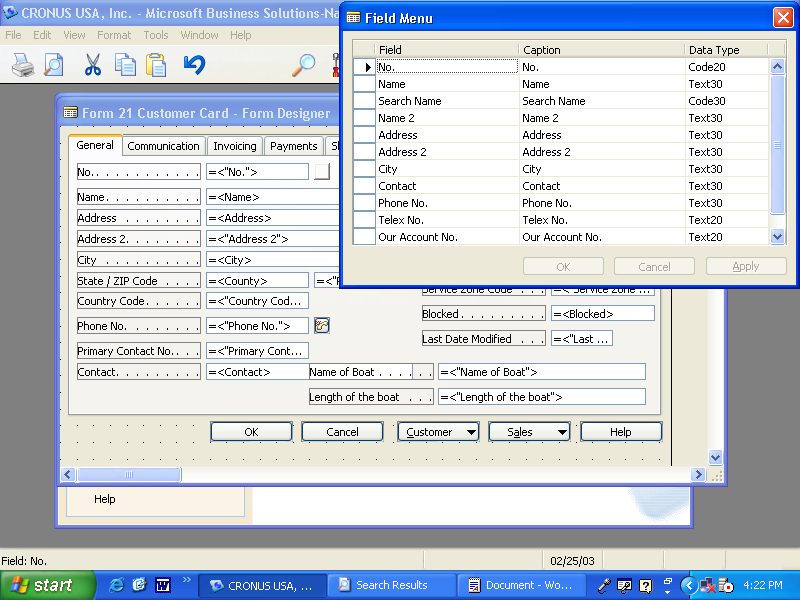 CRONUS USA, Inc. - Microsoft Business Solutions-Na
File Edit View Format Tools Window Help
Field Menu
Field Caption Data Type
No. No. Code20
Name Name Text30
Search Name Search Name Code30
Name 2 Name 2 Text30
Address Address Text30
Address 2 Address 2 Text30
City City Text30
Contact Contact Text30
Phone No. Phone No. Text30
Telex No. Telex No. Text20
Our Account No. Our Account No. Text20
OK Cancel Apply
Form 21 Customer Card - Form Designer
General Communication Invoicing Payments
No. . . . . . . . . . . . =<"No.">
Name. . . . . . . . . . =<Name>
Address . . . . . . . . =<Address>
Address 2. . . . . . . =<"Address 2">
City . . . . . . . . . . =<City>
State / ZIP Code . . . . =<County>
Country Code. . . . . . =<"Country Cod...
Phone No. . . . . . . . =<"Phone No.">
Primary Contact No.. . . =<"Primary Cont...
Contact. . . . . . . . . =<Contact>
Service Zone Code . . . =<"Service Zone ...
Blocked . . . . . . . . . =<Blocked>
Last Date Modified . . . =<"Last ...
Name of Boat . . . . . . =<"Name of Boat">
Length of the boat . . . =<"Length of the boat">
OK Cancel Customer Sales Help
Help
Field: No. 02/25/03
start CRONUS USA, ... Search Results Document - Wo... 4:22 PM